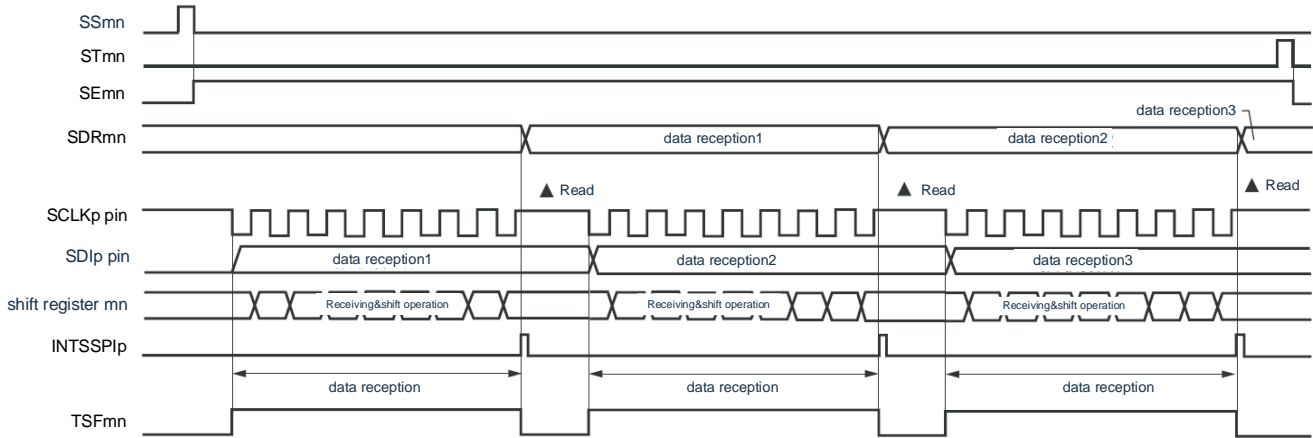 SSmn
STmn
SEmn
data reception3
SDRmn
data reception1
data reception2
Read
Read
Read
SCLKp pin
SDIp pin
data reception1
data reception2
data reception3
shift register mn
Receiving&shift operation
Receiving&shift operation
Receiving&shift operation
INTSSPIp
data reception
data reception
data reception
TSFmn